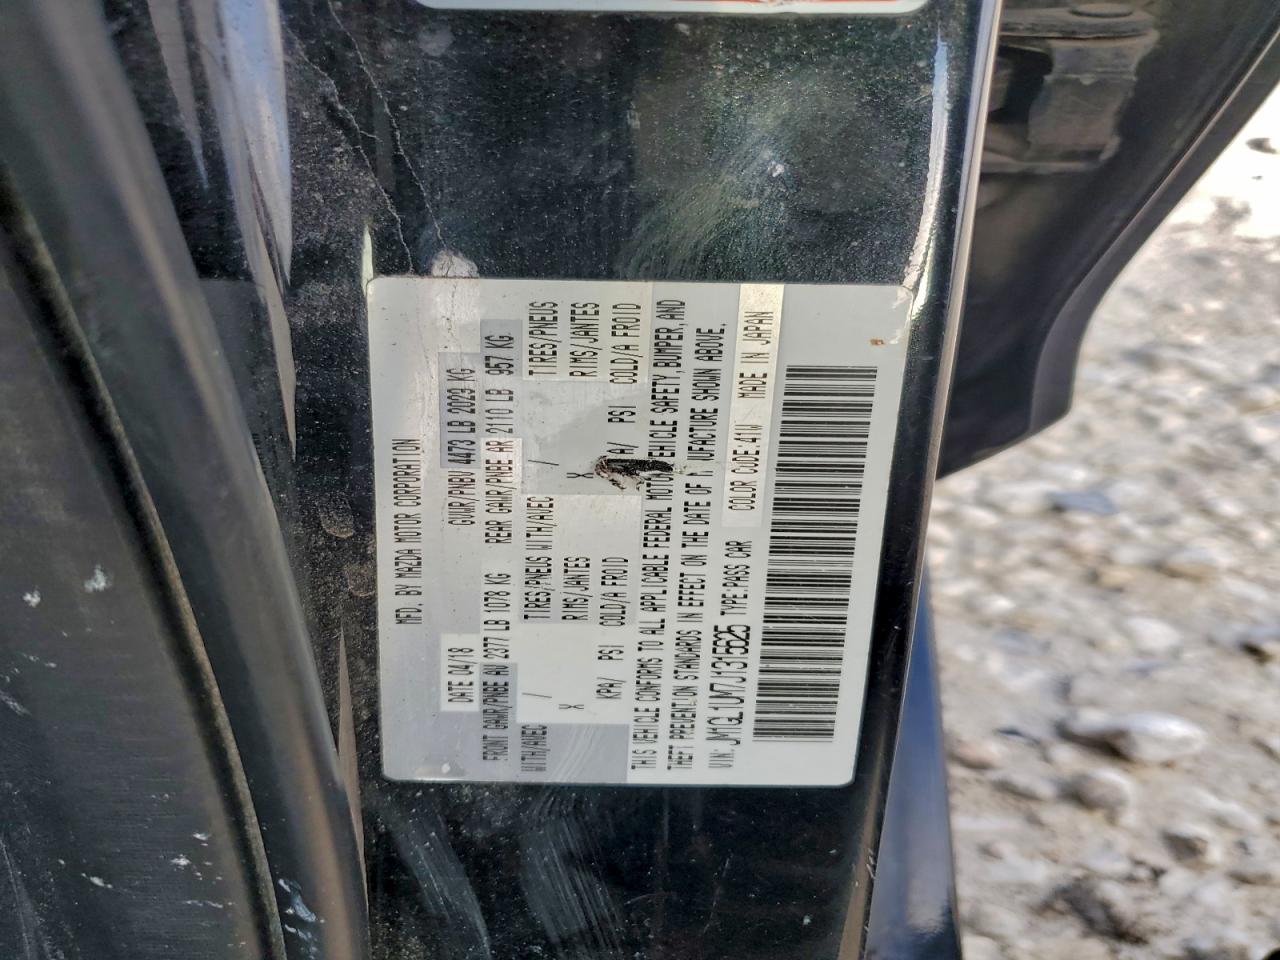 MFD. BY MAZDA MOTOR CORPORATION
DATE 04/18 GVWR/PNBV 4473 LB 2029 KG
FRONT GAWR/PNBE AV 2377 LB 1078 KG REAR GAWR/PNBE AR 2110 LB 957 KG
WITH/AVEC / TIRES/PNEUS WITH/AVEC / TIRES/PNEUS
X RIMS/JANTES X RIMS/JANTES
KPA/ PSI COLD/A FROID A/ PSI COLD/A FROID
THIS VEHICLE CONFORMS TO ALL APPLICABLE FEDERAL MOTOR VEHICLE SAFETY, BUMPER, AND
THEFT PREVENTION STANDARDS IN EFFECT ON THE DATE OF MANUFACTURE SHOWN ABOVE.
VIN: JM1GL1UM7J1315625 TYPE:PASS CAR COLOR CODE:41W MADE IN JAPAN